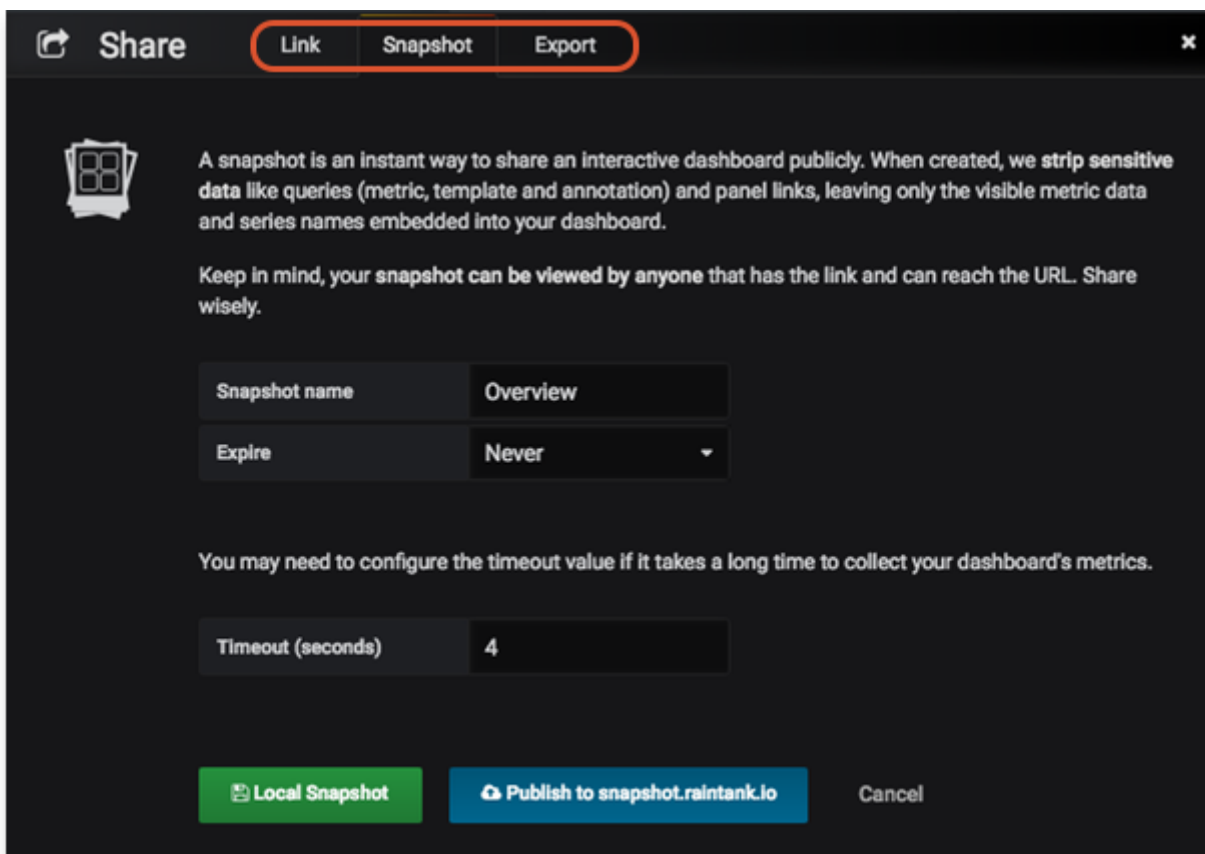 Share Link Snapshot Export
A snapshot is an instant way to share an interactive dashboard publicly. When created, we strip sensitive
data like queries (metric, template and annotation) and panel links, leaving only the visible metric data
and series names embedded into your dashboard.
Keep in mind, your snapshot can be viewed by anyone that has the link and can reach the URL. Share
wisely.
Snapshot name Overview
Expire Never
You may need to configure the timeout value if it takes a long time to collect your dashboard's metrics.
Timeout (seconds) 4
Local Snapshot Publish to snapshot.raintank.io Cancel